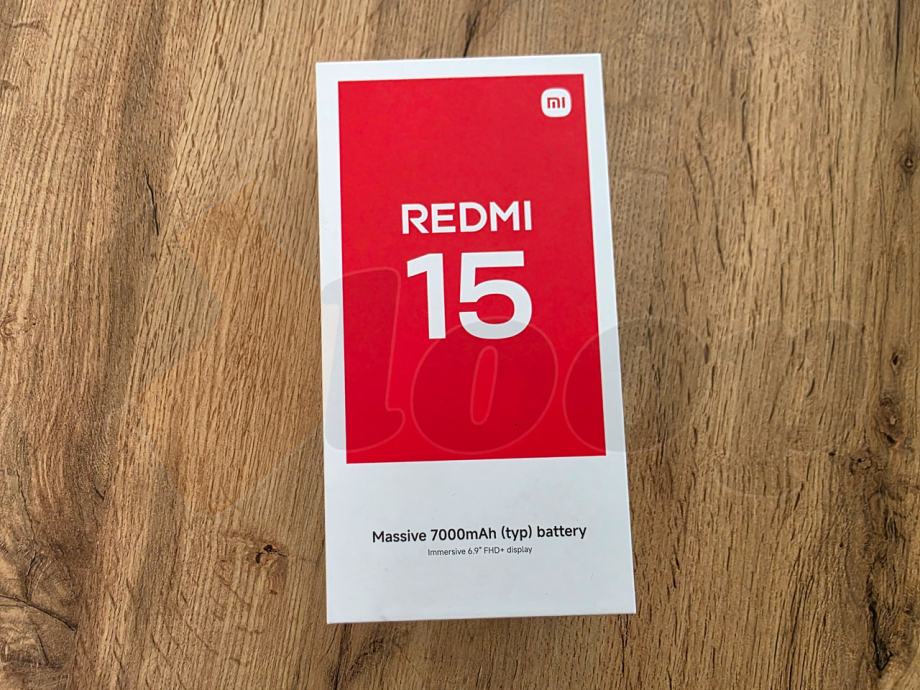 mi
REDMI
15
Massive 7000mAh (typ) battery
Immersive 6.9" FHD+ display